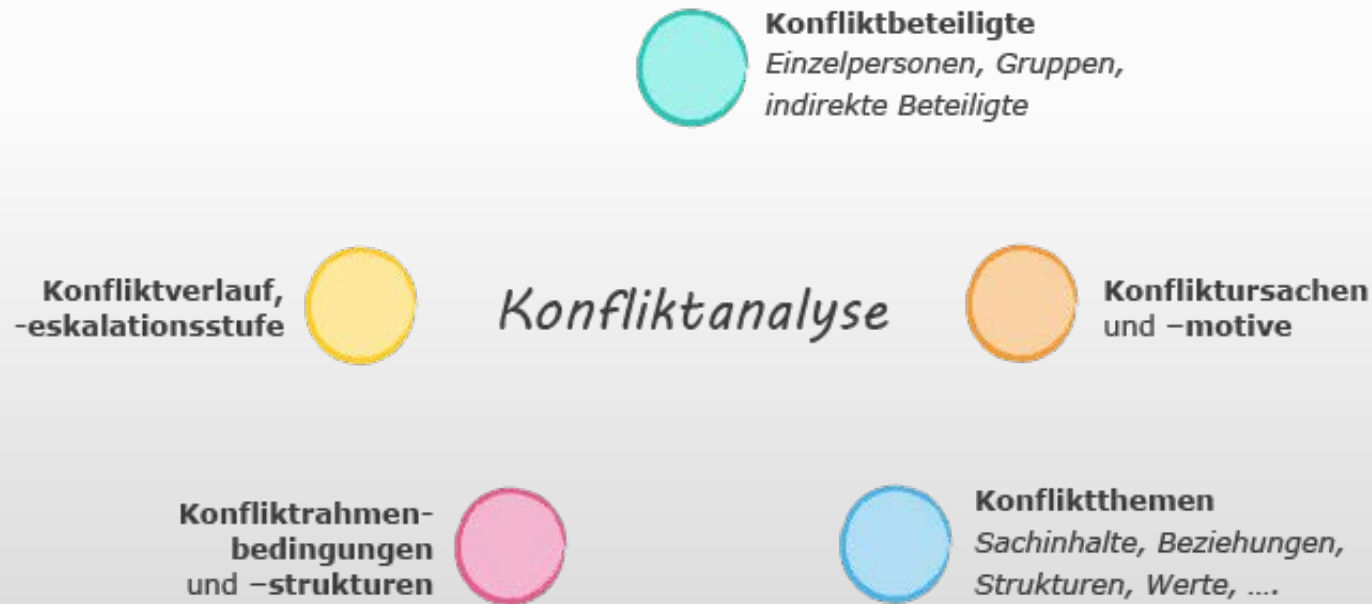 Konfliktbeteiligte
Einzelpersonen, Gruppen,
indirekte Beteiligte
Konfliktverlauf,
-eskalationsstufe
Konfliktanalyse
Konfliktursachen
und –motive
Konfliktrahmen-
bedingungen
und –strukturen
Konfliktthemen
Sachinhalte, Beziehungen,
Strukturen, Werte, ....